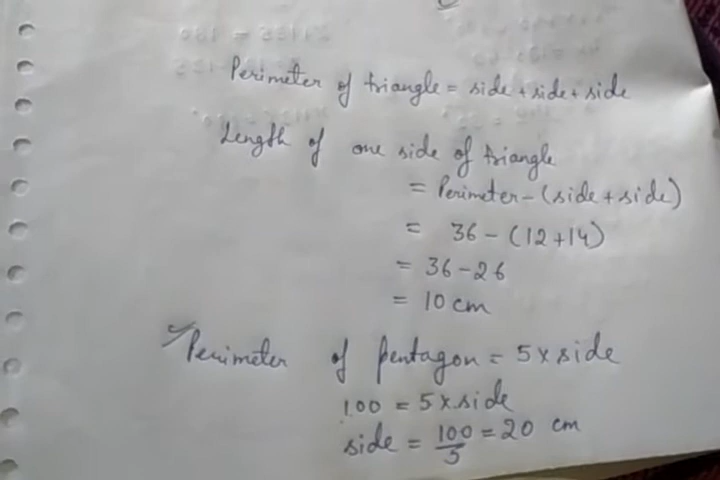 Perimeter of triangle = side + side + side
Length of one side of triangle
= Perimeter - (side + side)
= 36 - (12+14)
= 36 - 26
= 10 cm
Perimeter of pentagon = 5 x side
100 = 5 x side
side = 100/5 = 20 cm